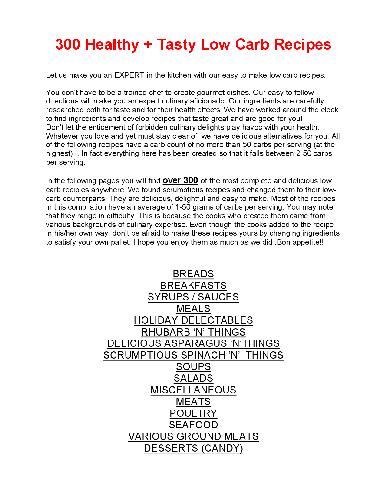 300 Healthy + Tasty Low Carb Recipes
Let us make you an EXPERT in the kitchen with our easy to make low carb recipes.
You don't have to be a trained chef to create gourmet dishes. Our easy to follow
directions will make you an expert culinary aficionado. Our ingredients are carefully
researched both for taste and for their health effects. We have worked around the clock
to find ingredients and develop recipes that taste great and are good for you!
Don't let the enticement of forbidden culinary delights play havoc with your health.
Whatever you love and yet must stay clear of, we have delicious alternatives for you. All
of the following recipes have a carb count of no more than 50 carbs per serving (at the
highest)... In fact everything here has been created so that it falls between 2-50 carbs
per serving.
In the following pages you will find over 300 of the most complete and delicious low
carb recipes anywhere. We found scrumptious recipes and changed them to their low-
carb counterparts. They are delicious, delightful and easy to make. Most of the recipes
in this compilation have an average of 1-50 grams of carbs per serving. You may note
that they range in difficulty. This is because the cooks who created them came from
various backgrounds of culinary expertise. Even though the cooks added to the recipe
in his/her own way, don't be afraid to make these recipes yours by changing ingredients
to satisfy your own pallet. I hope you enjoy them as much as we did. Bon appetite!!
BREADS
BREAKFASTS
SYRUPS / SAUCES
MEALS
HOLIDAY DELECTABLES
RHUBARB 'N' THINGS
DELICIOUS ASPARAGUS 'N' THINGS
SCRUMPTIOUS SPINACH 'N' THINGS
SOUPS
SALADS
MISCELLANEOUS
MEATS
POULTRY
SEAFOOD
VARIOUS GROUND MEATS
DESSERTS (CANDY)